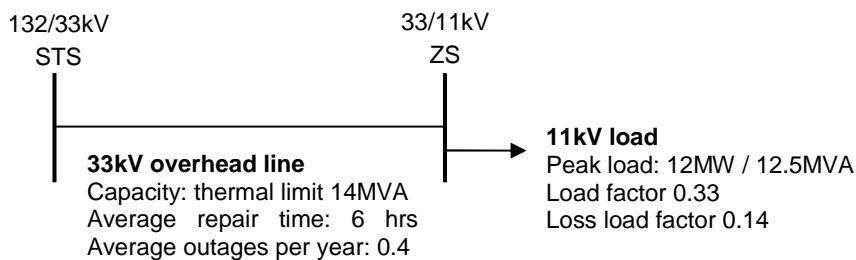 132/33kV
STS
33/11kV
ZS
33kV overhead line
Capacity: thermal limit 14MVA
Average repair time: 6 hrs
Average outages per year: 0.4
11kV load
Peak load: 12MW / 12.5MVA
Load factor 0.33
Loss load factor 0.14